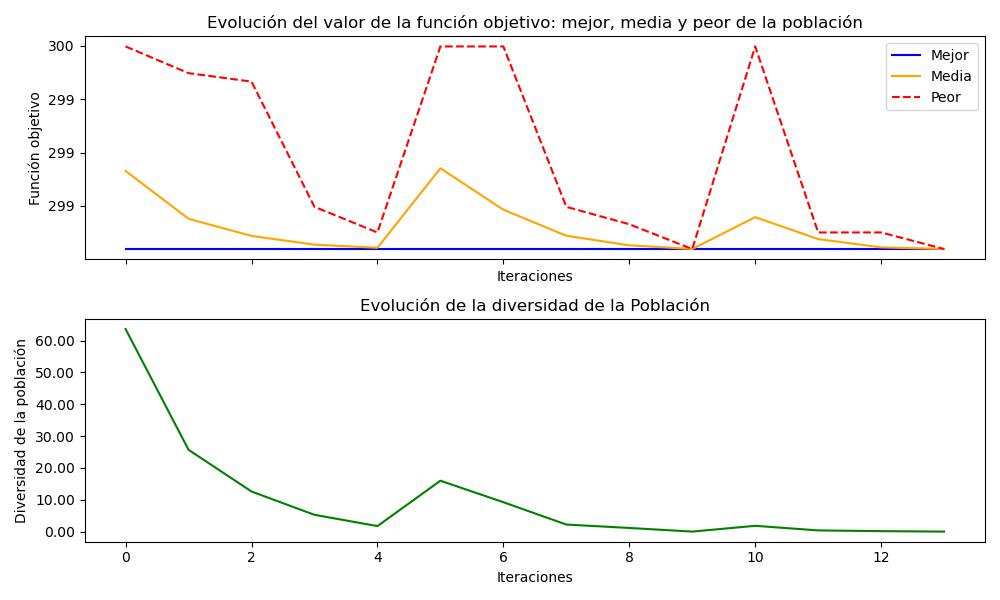 Evolución del valor de la función objetivo: mejor, media y peor de la población
Función objetivo
300
299
299
299
Mejor
Media
Peor
Iteraciones
Evolución de la diversidad de la Población
Diversidad de la población
60.00
50.00
40.00
30.00
20.00
10.00
0.00
0 2 4 6 8 10 12
Iteraciones